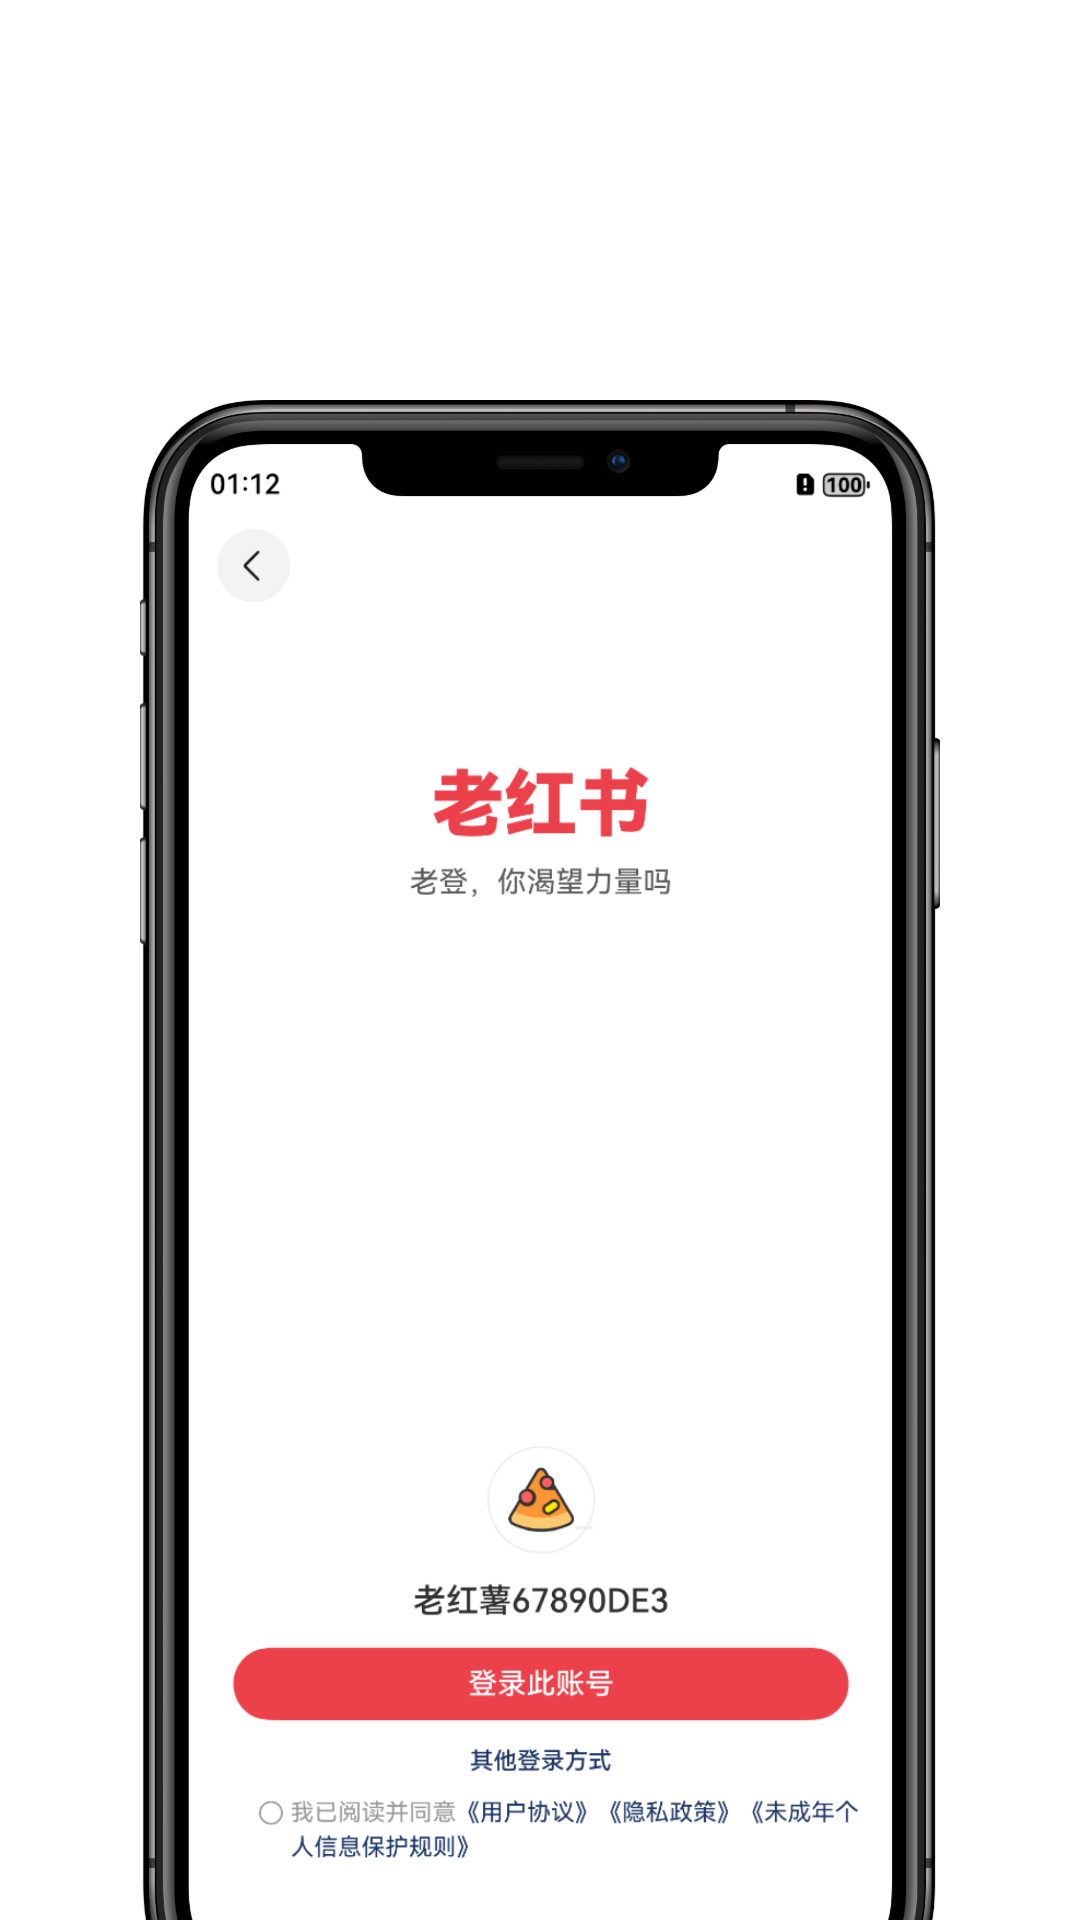 01:12
100
老红书
老登，你渴望力量吗
老红薯67890DE3
登录此账号
其他登录方式
我已阅读并同意《用户协议》《隐私政策》《未成年个
人信息保护规则》